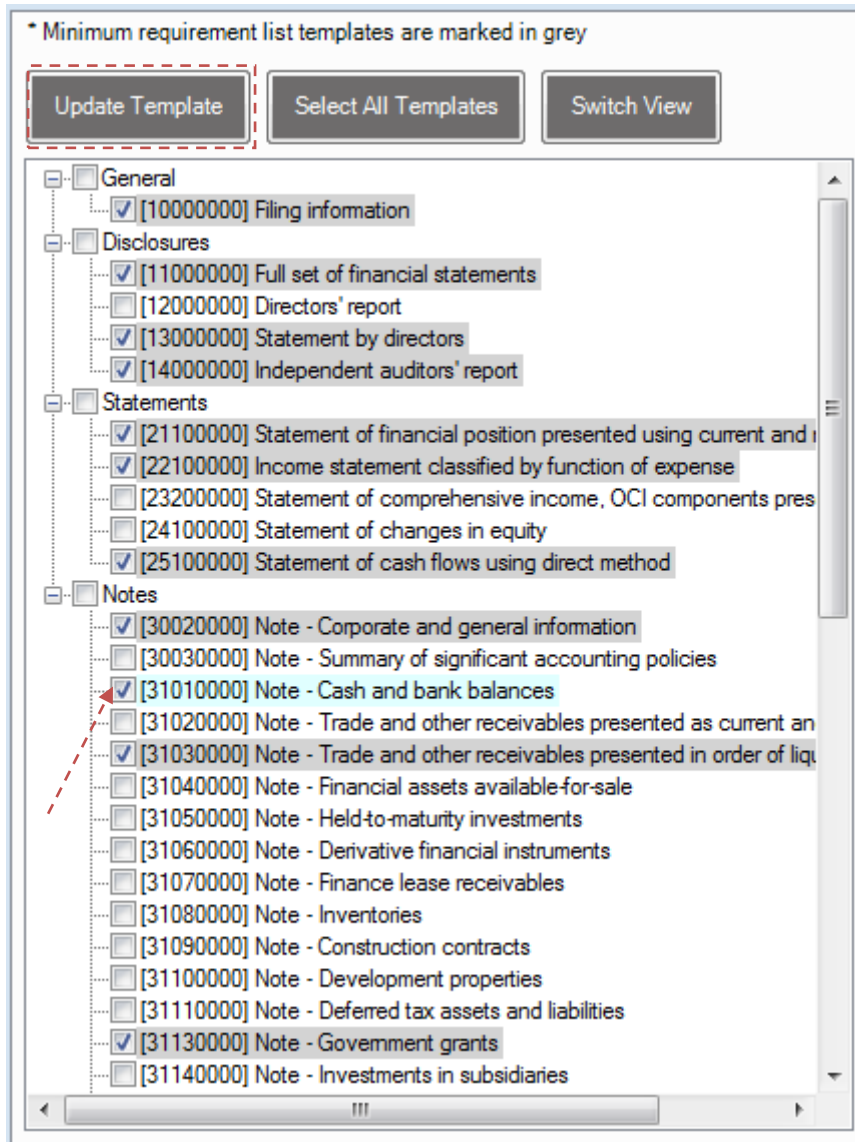 * Minimum requirement list templates are marked in grey
Update Template
Select All Templates
Switch View
General
[10000000] Filing information
Disclosures
[11000000] Full set of financial statements
[12000000] Directors' report
[13000000] Statement by directors
[14000000] Independent auditors' report
Statements
[21100000] Statement of financial position presented using current and
[22100000] Income statement classified by function of expense
[23200000] Statement of comprehensive income, OCI components pres
[24100000] Statement of changes in equity
[25100000] Statement of cash flows using direct method
Notes
[30020000] Note - Corporate and general information
[30030000] Note - Summary of significant accounting policies
[31010000] Note - Cash and bank balances
[31020000] Note - Trade and other receivables presented as current an
[31030000] Note - Trade and other receivables presented in order of liqu
[31040000] Note - Financial assets available-for-sale
[31050000] Note - Held-to-maturity investments
[31060000] Note - Derivative financial instruments
[31070000] Note - Finance lease receivables
[31080000] Note - Inventories
[31090000] Note - Construction contracts
[31100000] Note - Development properties
[31110000] Note - Deferred tax assets and liabilities
[31130000] Note - Government grants
[31140000] Note - Investments in subsidiaries